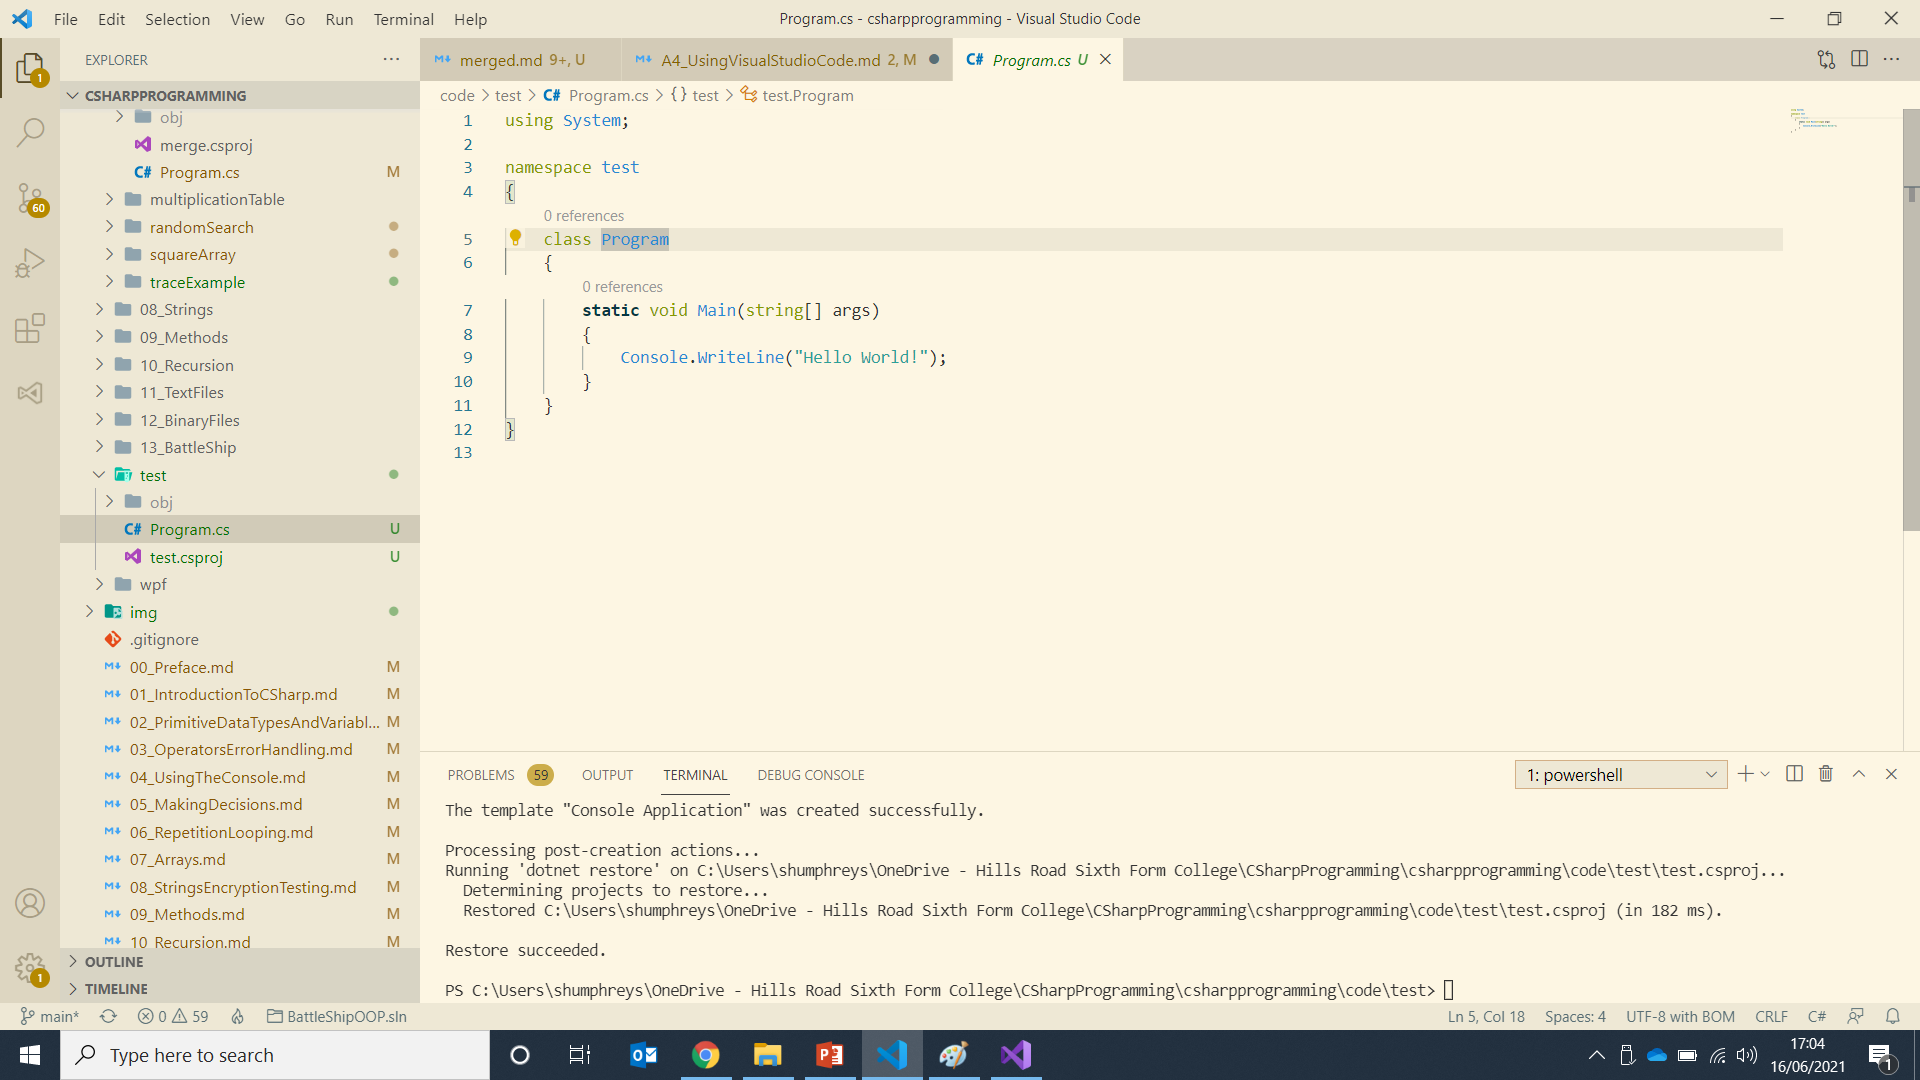 File Edit Selection View Go Run Terminal Help
Program.cs - csharpprogramming - Visual Studio Code
EXPLORER
CSHARPPROGRAMMING
obj
merge.csproj
Program.cs M
multiplicationTable
randomSearch
squareArray
traceExample
08_Strings
09_Methods
10_Recursion
11_TextFiles
12_BinaryFiles
13_BattleShip
test
obj
Program.cs U
test.csproj U
wpf
img
.gitignore
00_Preface.md M
01_IntroductionToCSharp.md M
02_PrimitiveDataTypesAndVariabl... M
03_OperatorsErrorHandling.md M
04_UsingTheConsole.md M
05_MakingDecisions.md M
06_RepetitionLooping.md M
07_Arrays.md M
08_StringsEncryptionTesting.md M
09_Methods.md M
10_Recursion.md M
OUTLINE
TIMELINE
1
60
1
merged.md 9+, U
A4_UsingVisualStudioCode.md 2, M
C# Program.cs U
code > test > C# Program.cs > {} test > test.Program
1 using System;
2
3 namespace test
4 {
0 references
5 class Program
6 {
0 references
7 static void Main(string[] args)
8 {
9 Console.WriteLine("Hello World!");
10 }
11 }
12 }
13
PROBLEMS 59 OUTPUT TERMINAL DEBUG CONSOLE
1: powershell
The template "Console Application" was created successfully.
Processing post-creation actions...
Running 'dotnet restore' on C:\Users\shumphreys\OneDrive - Hills Road Sixth Form College\CSharpProgramming\csharpprogramming\code\test\test.csproj...
Determining projects to restore...
Restored C:\Users\shumphreys\OneDrive - Hills Road Sixth Form College\CSharpProgramming\csharpprogramming\code\test\test.csproj (in 182 ms).
Restore succeeded.
PS C:\Users\shumphreys\OneDrive - Hills Road Sixth Form College\CSharpProgramming\csharpprogramming\code\test>
main* 0 59 BattleShipOOP.sln
Ln 5, Col 18 Spaces: 4 UTF-8 with BOM CRLF C#
Type here to search
17:04
16/06/2021
1